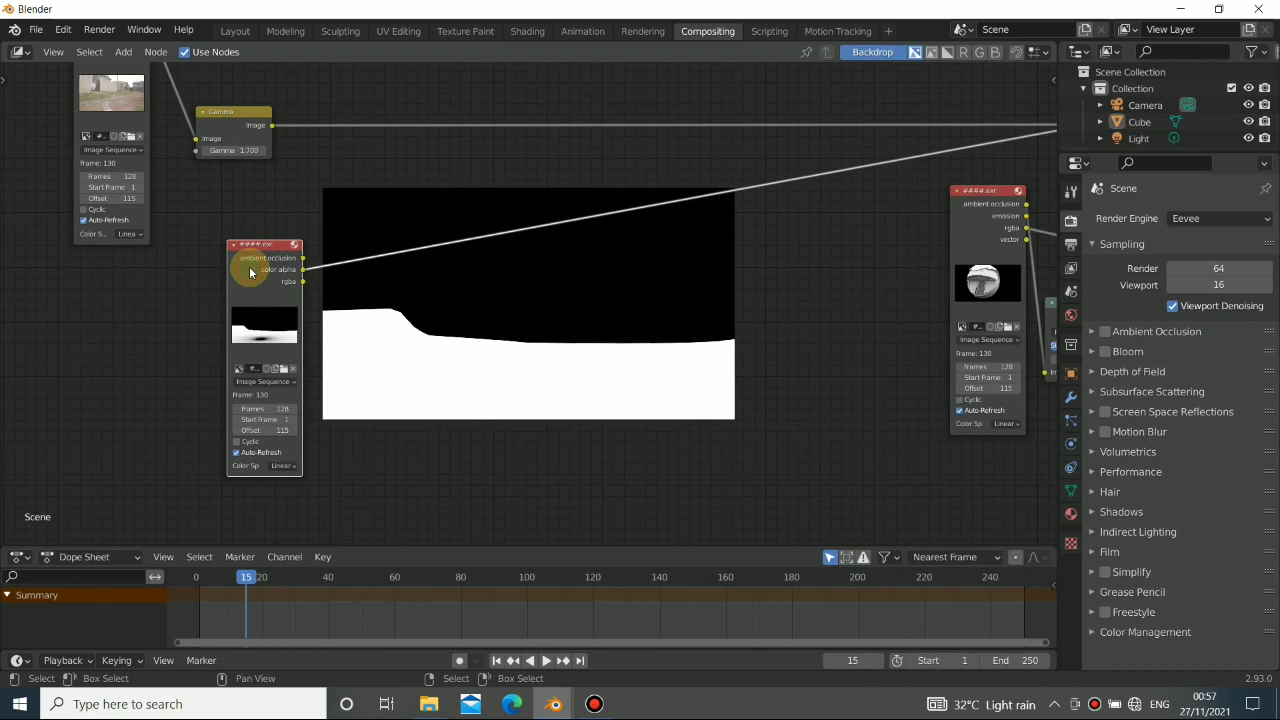 Blender
File Edit Render Window Help Layout Modeling Sculpting UV Editing Texture Paint Shading Animation Rendering Compositing Scripting Motion Tracking + Scene View Layer
View Select Add Node Use Nodes Backdrop R G B
Image Sequence
Frame: 130
Frames 128
Start Frame 1
Offset 115
Cyclic
Auto-Refresh
Color S.. Linea
Gamma
Image
Image
Gamma 1.700
####.exr
ambient occlusion
color alpha
rgba
Image Sequence
Frame: 130
Frames 128
Start Frame 1
Offset 115
Cyclic
Auto-Refresh
Color Sp Linear
####.exr
ambient occlusion
emission
rgba
vector
Image Sequence
Frame: 130
Frames 128
Start Frame 1
Offset 115
Cyclic
Auto-Refresh
Color Sp Linear
Scene
Scene Collection
Collection
Camera
Cube
Light
Scene
Render Engine Eevee
Sampling
Render 64
Viewport 16
Viewport Denoising
Ambient Occlusion
Bloom
Depth of Field
Subsurface Scattering
Screen Space Reflections
Motion Blur
Volumetrics
Performance
Hair
Shadows
Indirect Lighting
Film
Simplify
Grease Pencil
Freestyle
Color Management
Dope Sheet View Select Marker Channel Key Nearest Frame
0 15 20 40 60 80 100 120 140 160 180 200 220 240
Summary
Playback Keying View Marker 15 Start 1 End 250
Select Box Select Pan View Select Box Select 2.93.0
Type here to search 32°C Light rain ENG 00:57
27/11/2021